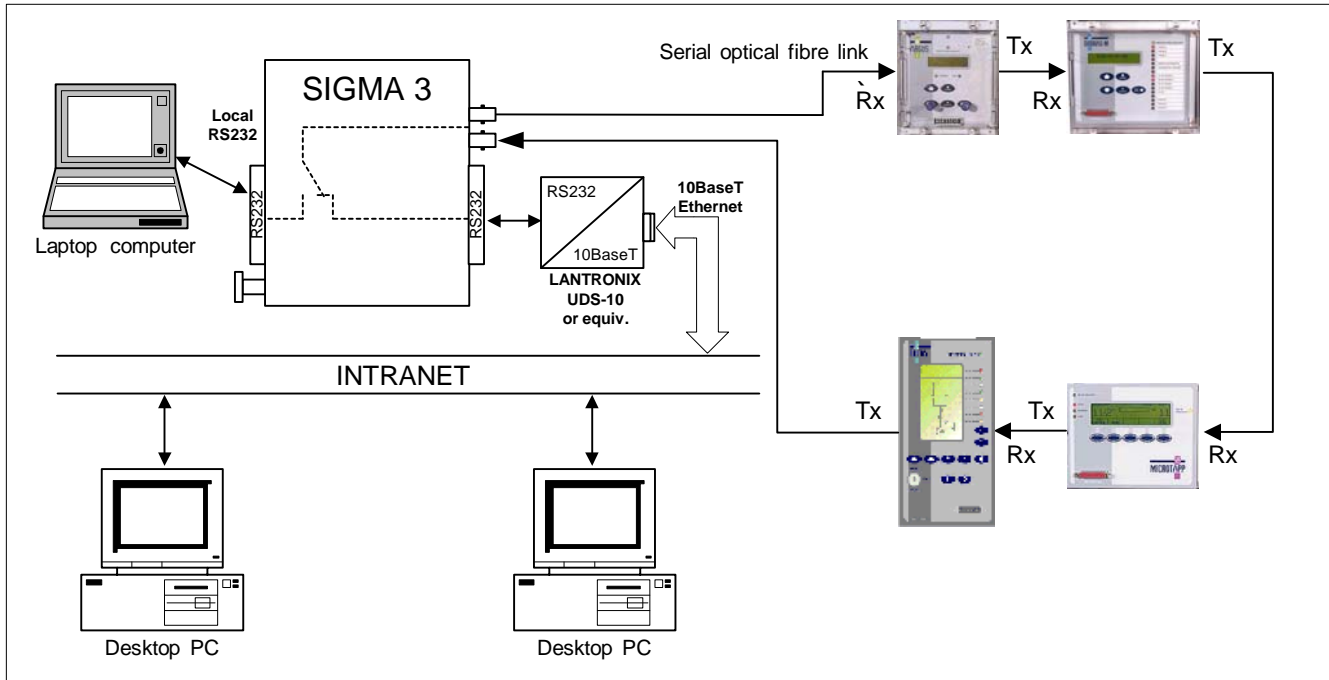 Serial optical fibre link
Tx
Tx
`
Rx
Rx
SIGMA 3
Local
RS232
RS232
RS232
RS232
10BaseT
10BaseT
Ethernet
LANTRONIX
UDS-10
or equiv.
Laptop computer
INTRANET
Tx
Tx
Rx
Rx
MICROTAPP
Desktop PC
Desktop PC